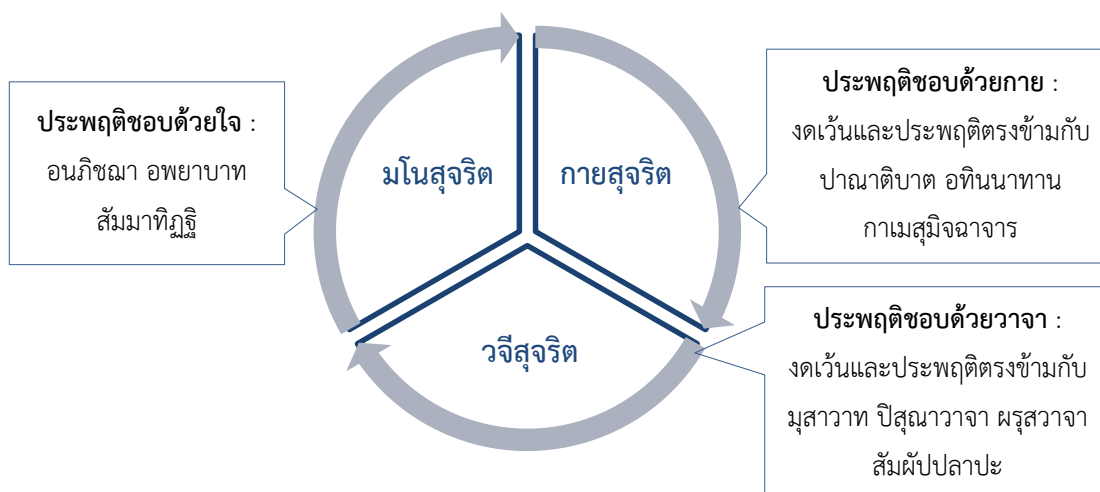 ประพฤติชอบด้วยใจ :
อนภิชฌา อพยาบาท
สัมมาทิฏฐิ
มโนสุจริต
กายสุจริต
วจีสุจริต
ประพฤติชอบด้วยกาย :
งดเว้นและประพฤติตรงข้ามกับ
ปาณาติบาต อทินนาทาน
กาเมสุมิจฉาจาร
ประพฤติชอบด้วยวาจา :
งดเว้นและประพฤติตรงข้ามกับ
มุสาวาท ปิสุณาวาจา ผรุสวาจา
สัมผัปปลาปะ